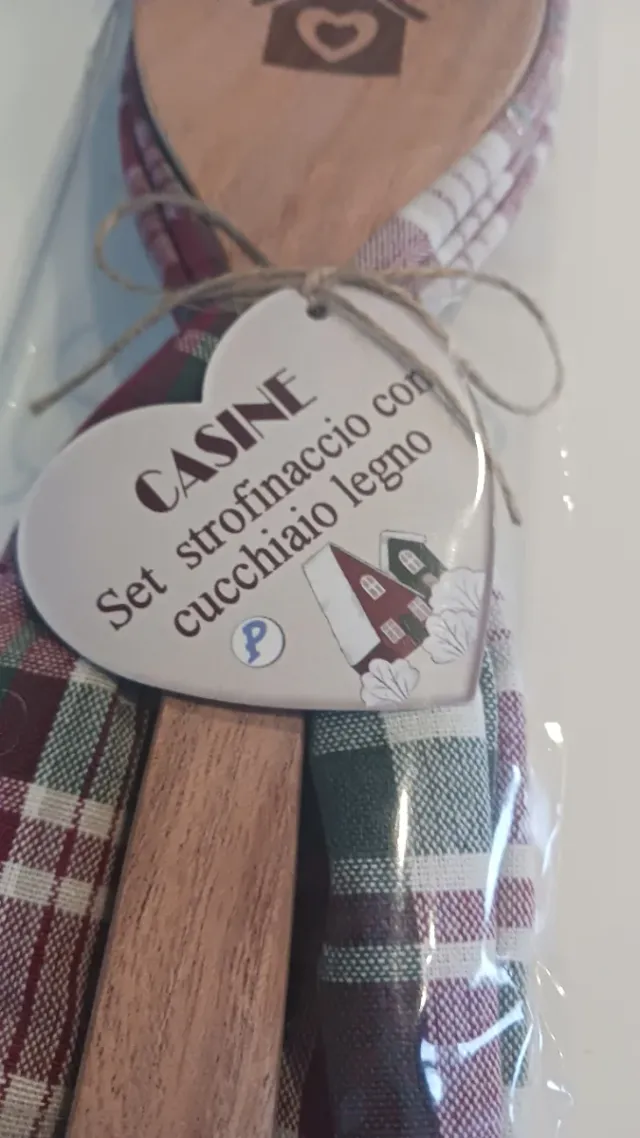 CASINE
Set strofinaccio con
cucchiaio legno
P